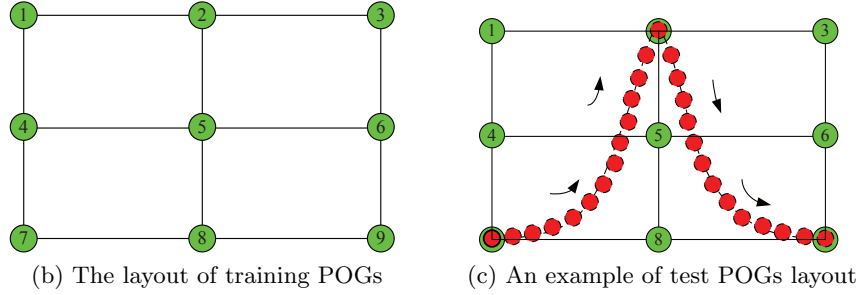 1 2 3
4 5 6
7 8 9
(b) The layout of training POGs
1 3
4 5 6
8
(c) An example of test POGs layout